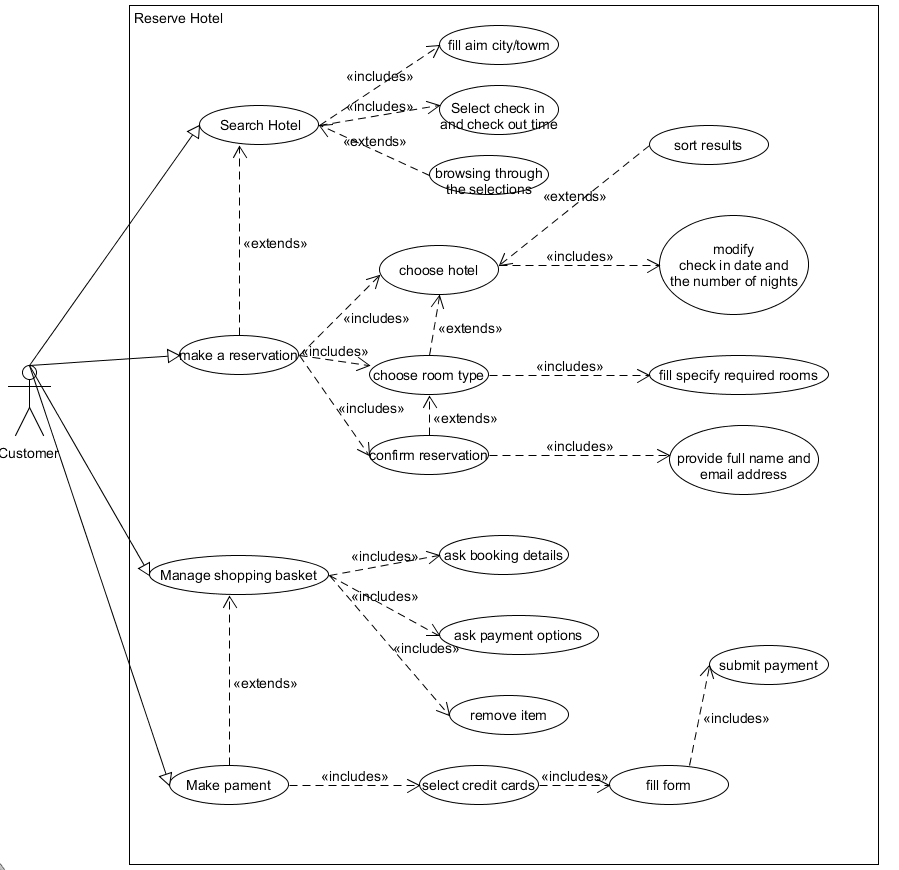 Reserve Hotel
fill aim city/towm
«includes»
«includes»
Select check in
and check out time
Search Hotel
«extends»
sort results
browsing through
the selections
«extends»
«extends»
modify
check in date and
the number of nights
«includes»
choose hotel
«includes»
«extends»
make a reservation
«includes»
«includes»
choose room type
fill specify required rooms
«includes»
«extends»
Customer
confirm reservation
«includes»
provide full name and
email address
«includes»
ask booking details
Manage shopping basket
«includes»
ask payment options
«includes»
submit payment
«extends»
remove item
«includes»
Make pament
«includes»
select credit cards
«includes»
fill form